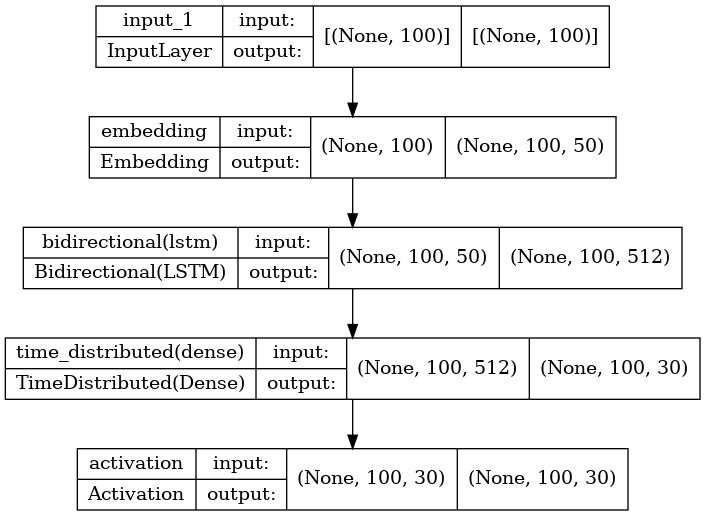 input_1 input: [(None, 100)] [(None, 100)]
InputLayer output:
embedding input: (None, 100) (None, 100, 50)
Embedding output:
bidirectional(lstm) input: (None, 100, 50) (None, 100, 512)
Bidirectional(LSTM) output:
time_distributed(dense) input: (None, 100, 512) (None, 100, 30)
TimeDistributed(Dense) output:
activation input: (None, 100, 30) (None, 100, 30)
Activation output: